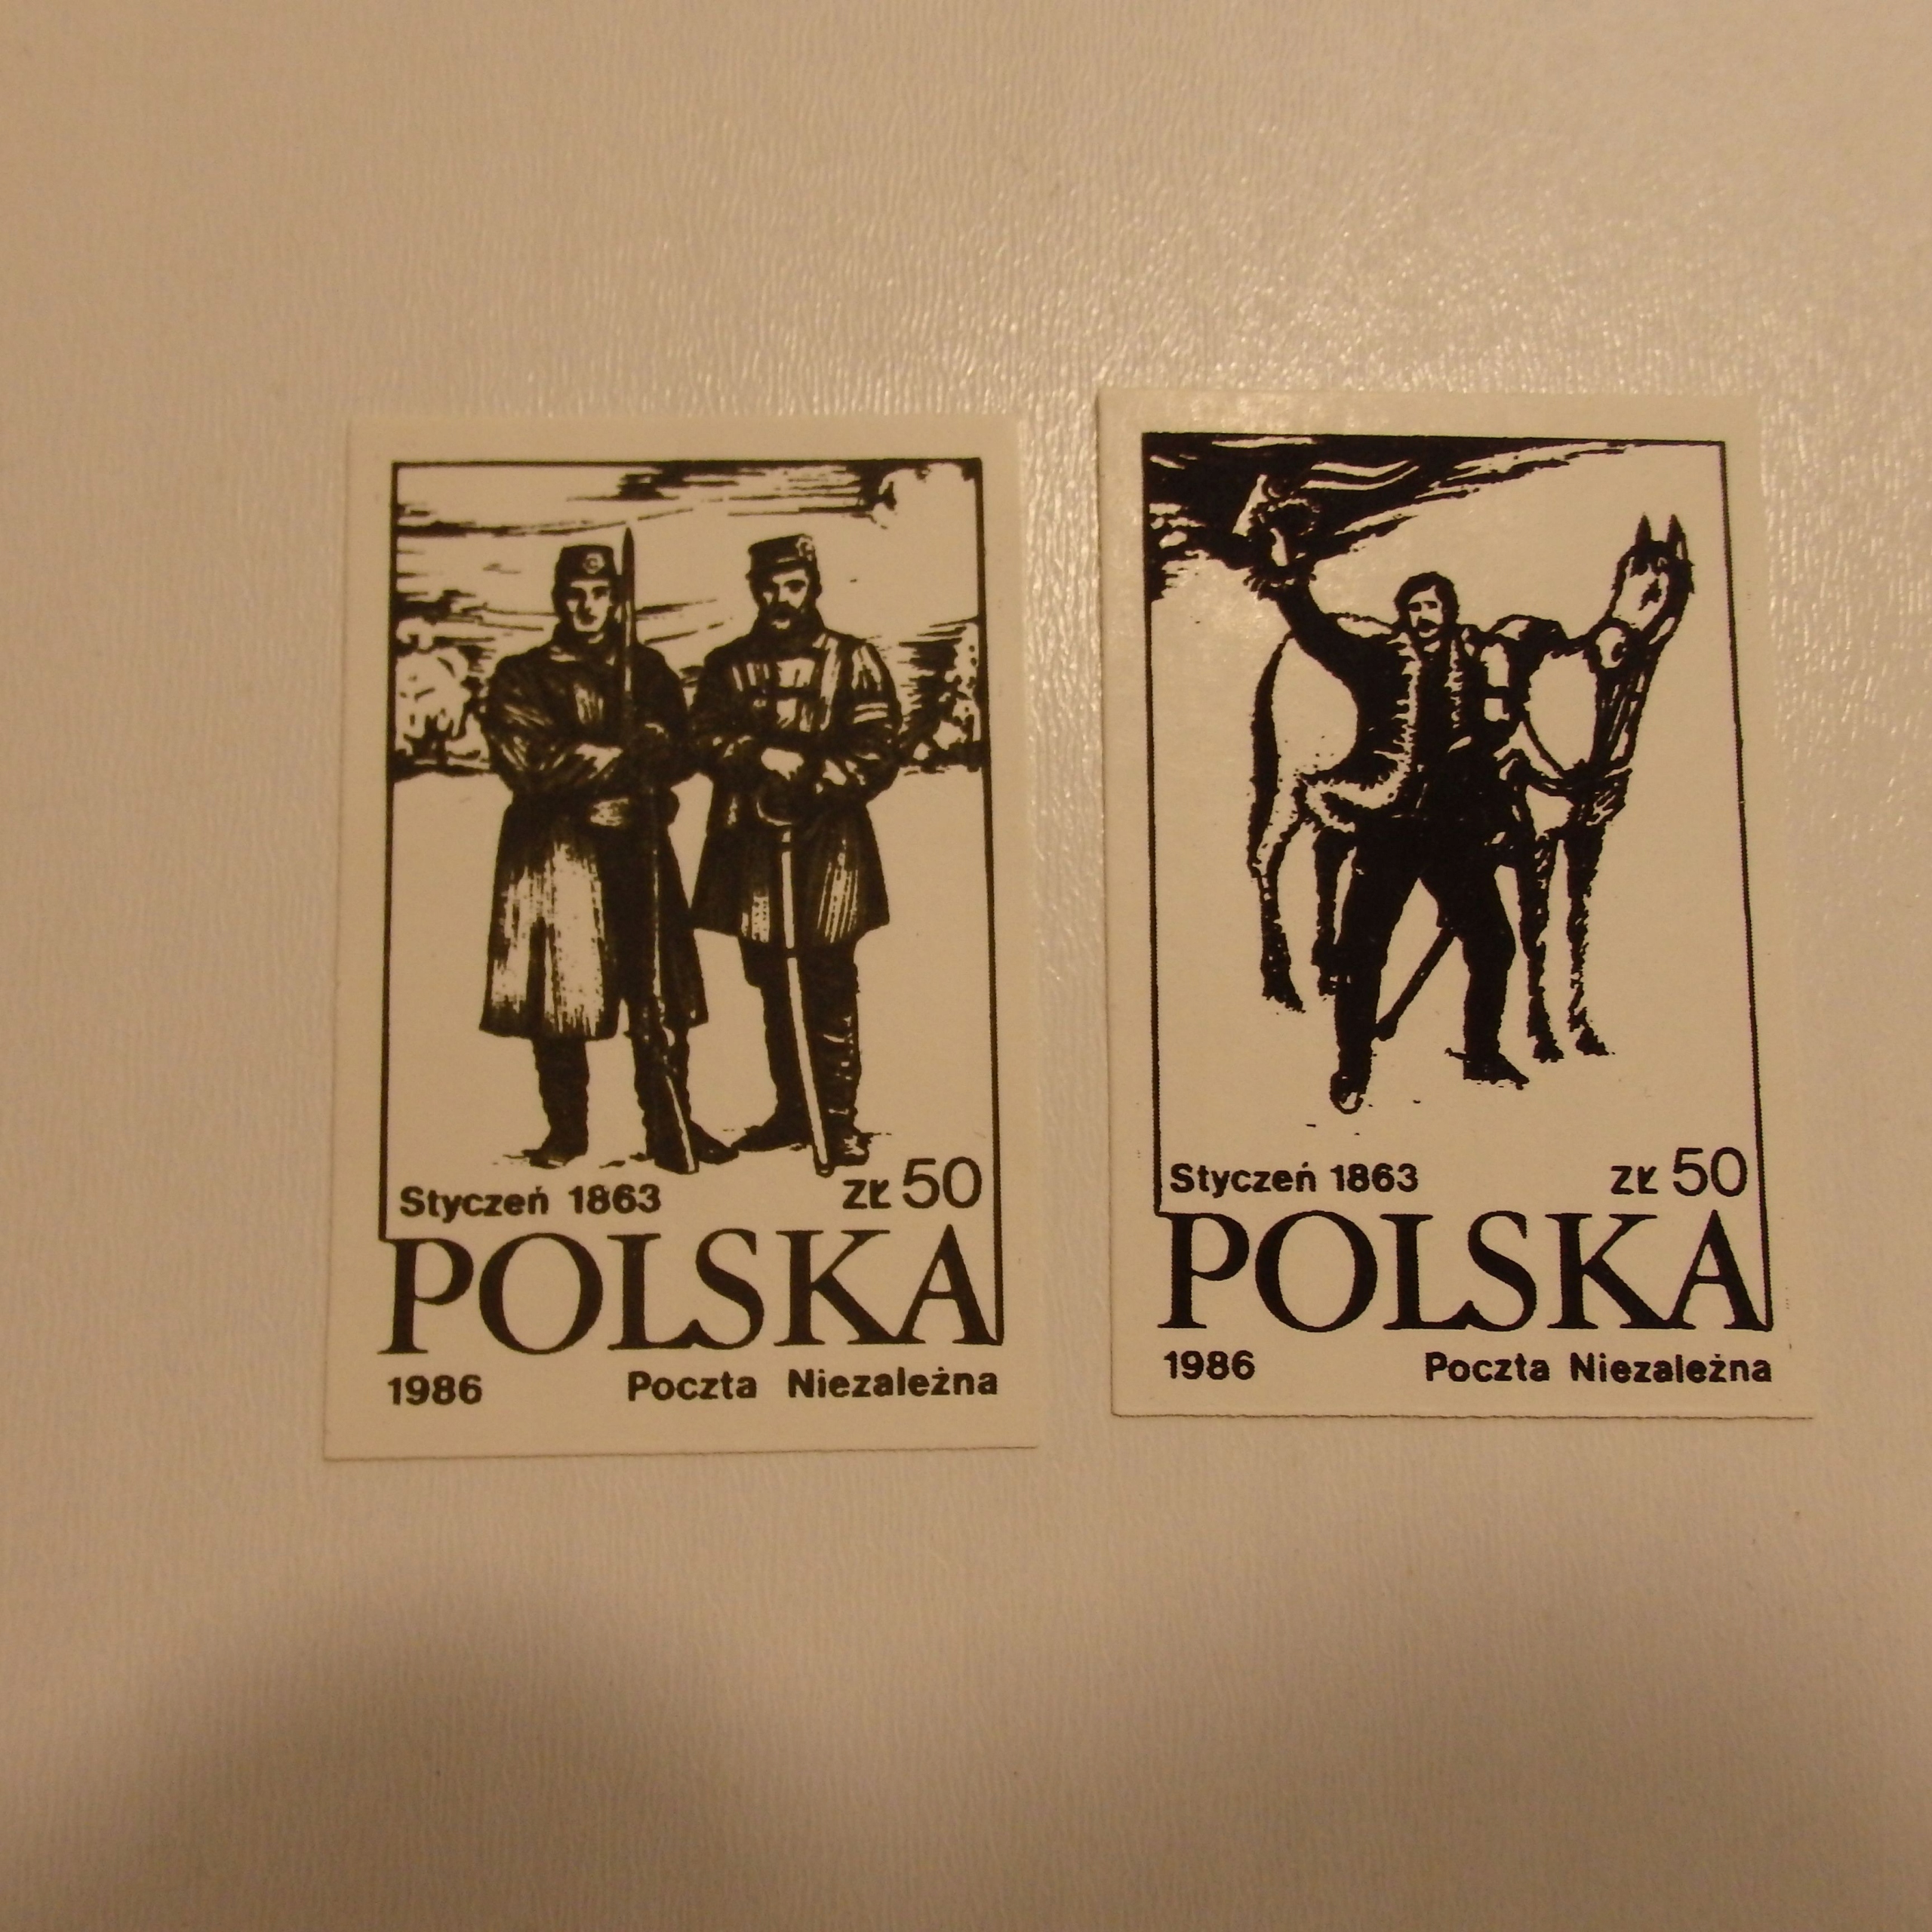 Styczeń 1863 ZŁ 50
POLSKA
1986 Poczta Niezależna
Styczeń 1863 ZŁ 50
POLSKA
1986 Poczta Niezależna